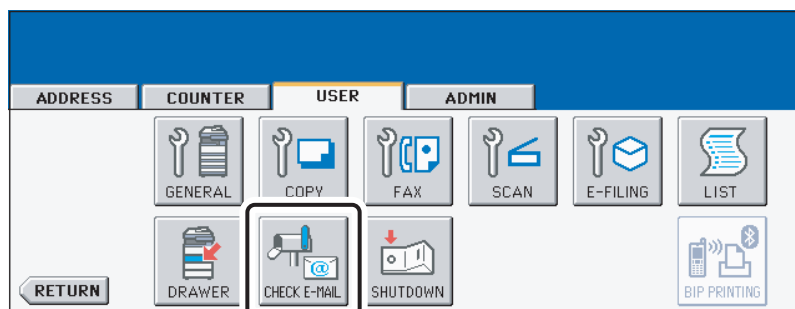 ADDRESS COUNTER USER ADMIN
GENERAL COPY FAX SCAN E-FILING LIST
@
RETURN DRAWER CHECK E-MAIL SHUTDOWN BIP PRINTING